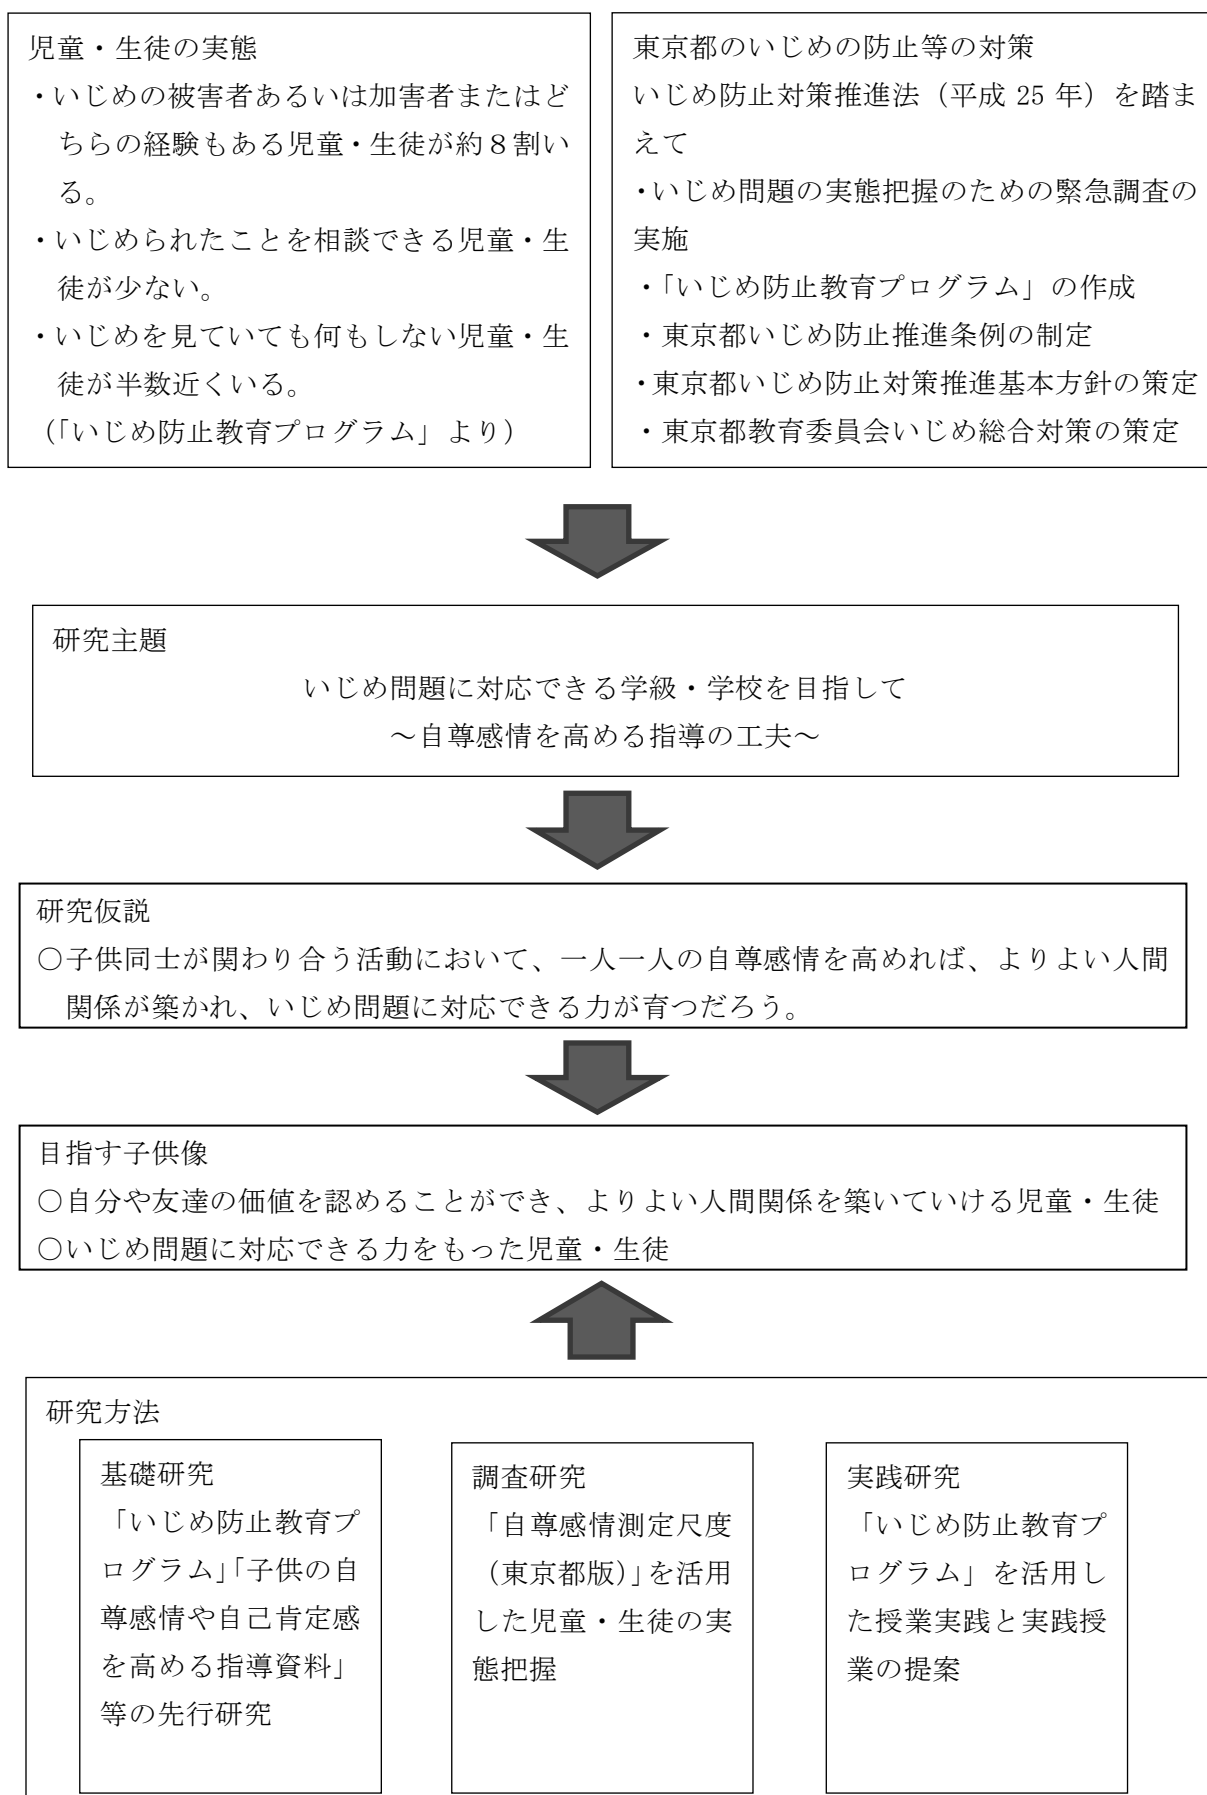 児童・生徒の実態
・いじめの被害者あるいは加害者またはど
ちらの経験もある児童・生徒が約８割い
る。
・いじめられたことを相談できる児童・生
徒が少ない。
・いじめを見ていても何もしない児童・生
徒が半数近くいる。
（「いじめ防止教育プログラム」より）
東京都のいじめの防止等の対策
いじめ防止対策推進法（平成 25 年）を踏ま
えて
・いじめ問題の実態把握のための緊急調査の
実施
・「いじめ防止教育プログラム」の作成
・東京都いじめ防止推進条例の制定
・東京都いじめ防止対策推進基本方針の策定
・東京都教育委員会いじめ総合対策の策定
研究主題
いじめ問題に対応できる学級・学校を目指して
～自尊感情を高める指導の工夫～
研究仮説
○子供同士が関わり合う活動において、一人一人の自尊感情を高めれば、よりよい人間
関係が築かれ、いじめ問題に対応できる力が育つだろう。
目指す子供像
○自分や友達の価値を認めることができ、よりよい人間関係を築いていける児童・生徒
○いじめ問題に対応できる力をもった児童・生徒
研究方法
基礎研究
「いじめ防止教育プ
ログラム」「子供の自
尊感情や自己肯定感
を高める指導資料」
等の先行研究
調査研究
「自尊感情測定尺度
（東京都版）」を活用
した児童・生徒の実
態把握
実践研究
「いじめ防止教育プ
ログラム」を活用し
た授業実践と実践授
業の提案